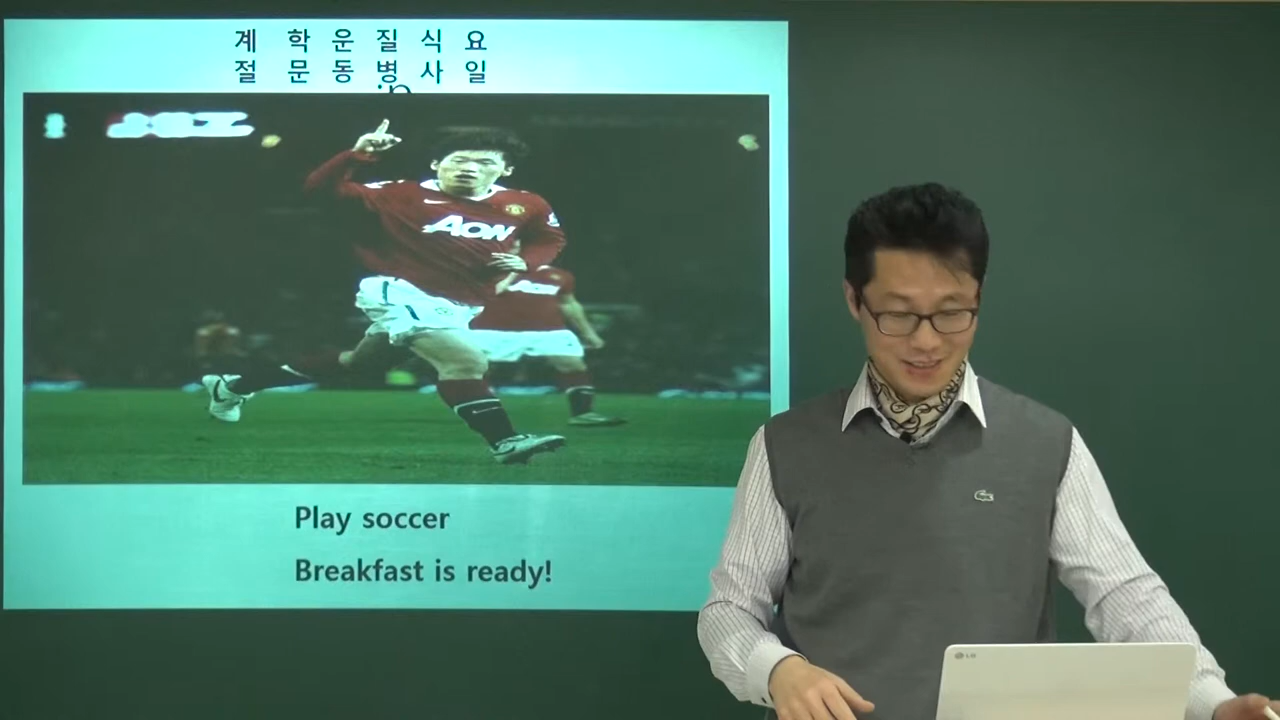 계 학 운 질 식 요
절 문 동 병 사 일
AON
Play soccer
Breakfast is ready!
LG